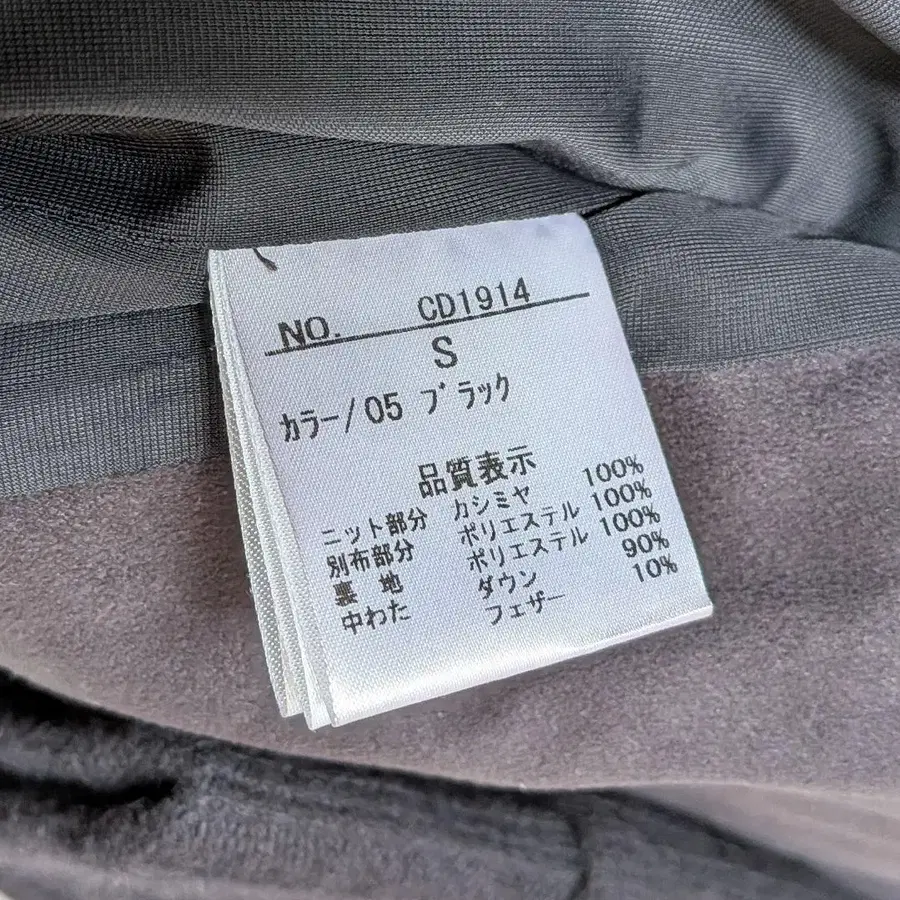 NO. CD1914
S
カラー/05 ブラック
品質表示
ニット部分 カシミヤ 100%
別布部分 ポリエステル 100%
裏地 ポリエステル 100%
中わた ダウン 90%
フェザー 10%